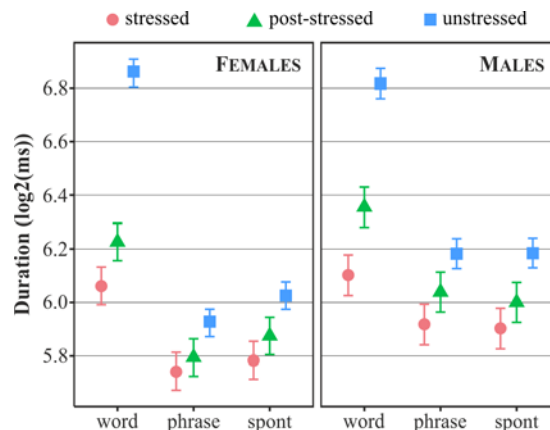 stressed post-stressed unstressed
FEMALES MALES
Duration (log2(ms))
6.8
6.6
6.4
6.2
6.0
5.8
word phrase spont word phrase spont